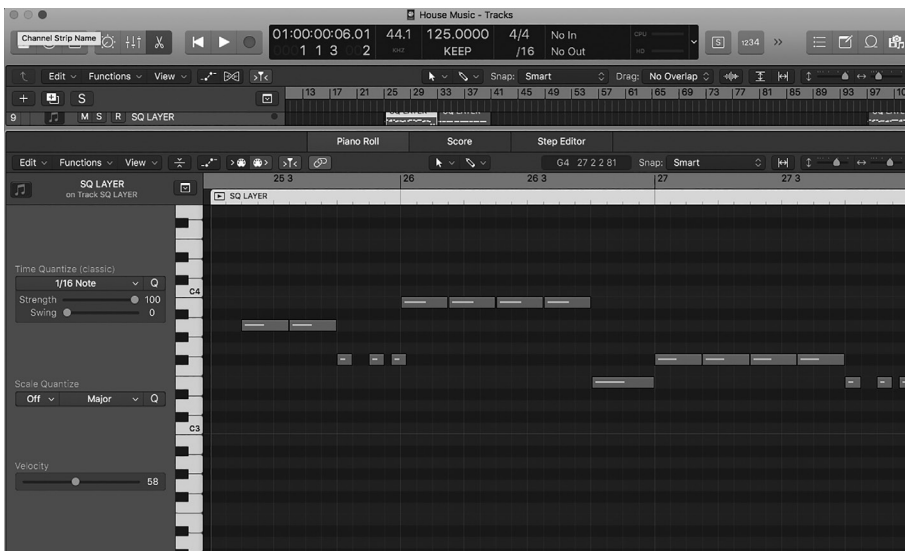 House Music - Tracks
Channel Strip Name
01:00:00:06.01 44.1 125.0000 4/4 No In CPU
1 1 3 2 KHZ KEEP /16 No Out HD
S 1234 >>
Edit Functions View Snap: Smart Drag: No Overlap
+ S 13 17 21 25 29 33 37 41 45 49 53 57 61 65 69 73 77 81 85 89 93 97
9 M S R SQ LAYER
Piano Roll Score Step Editor
Edit Functions View G4 27 2 2 81 Snap: Smart
SQ LAYER 25 3 26 26 3 27 27 3
on Track SQ LAYER SQ LAYER
Time Quantize (classic)
1/16 Note Q
C4
Strength 100
Swing 0
Scale Quantize
Off Major Q
C3
Velocity
58